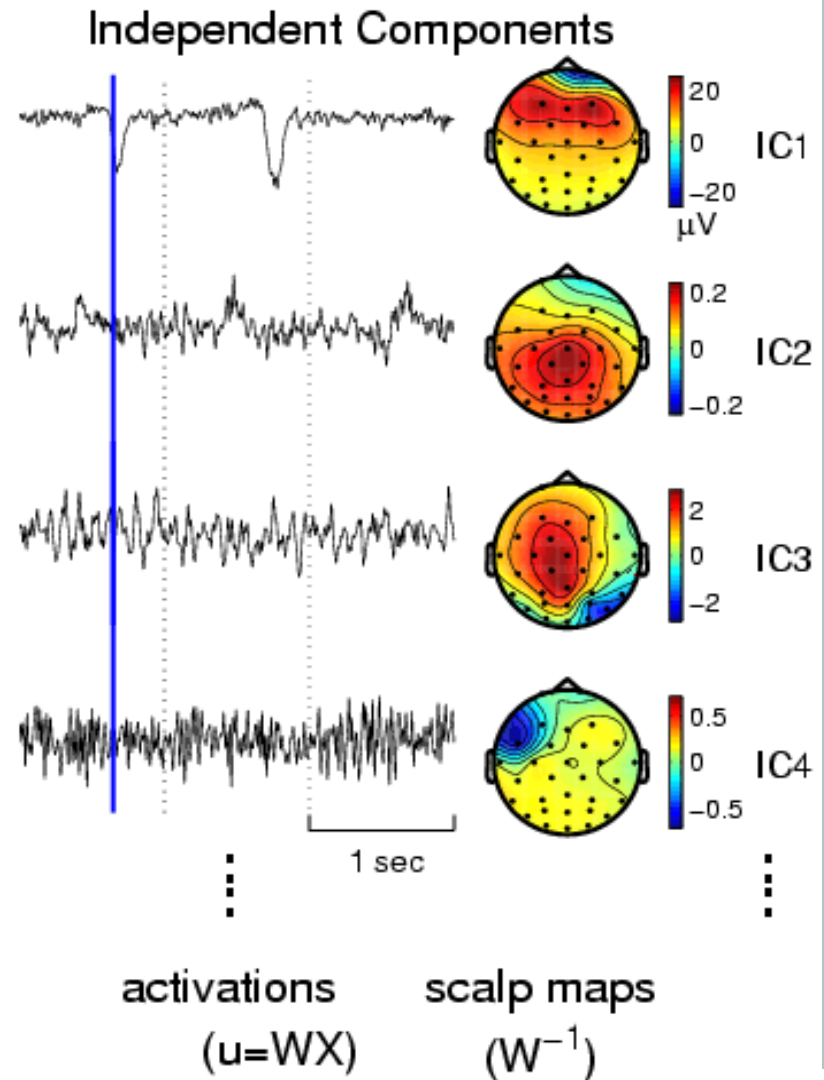 Independent Components
20
0
−20
μV
IC1
0.2
0
−0.2
IC2
2
0
−2
IC3
0.5
0
−0.5
IC4
1 sec
activations
scalp maps
(u=WX)
(W⁻¹)